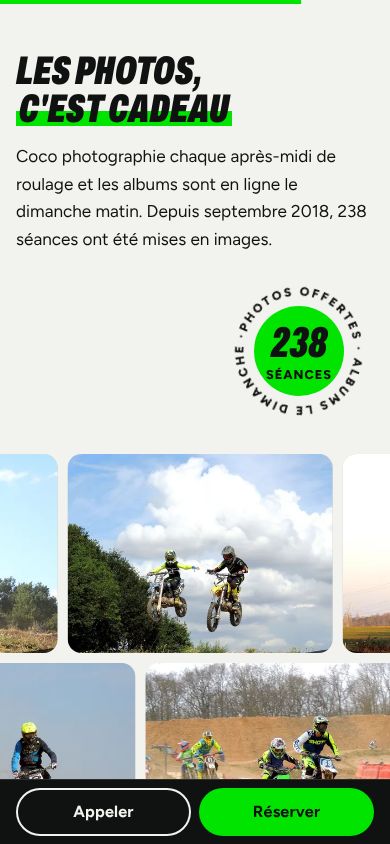 LES PHOTOS,
C'EST CADEAU
Coco photographie chaque après-midi de
roulage et les albums sont en ligne le
dimanche matin. Depuis septembre 2018, 238
séances ont été mises en images.
PHOTOS OFFERTES · ALBUMS LE DIMANCHE ·
238
SÉANCES
Appeler
Réserver